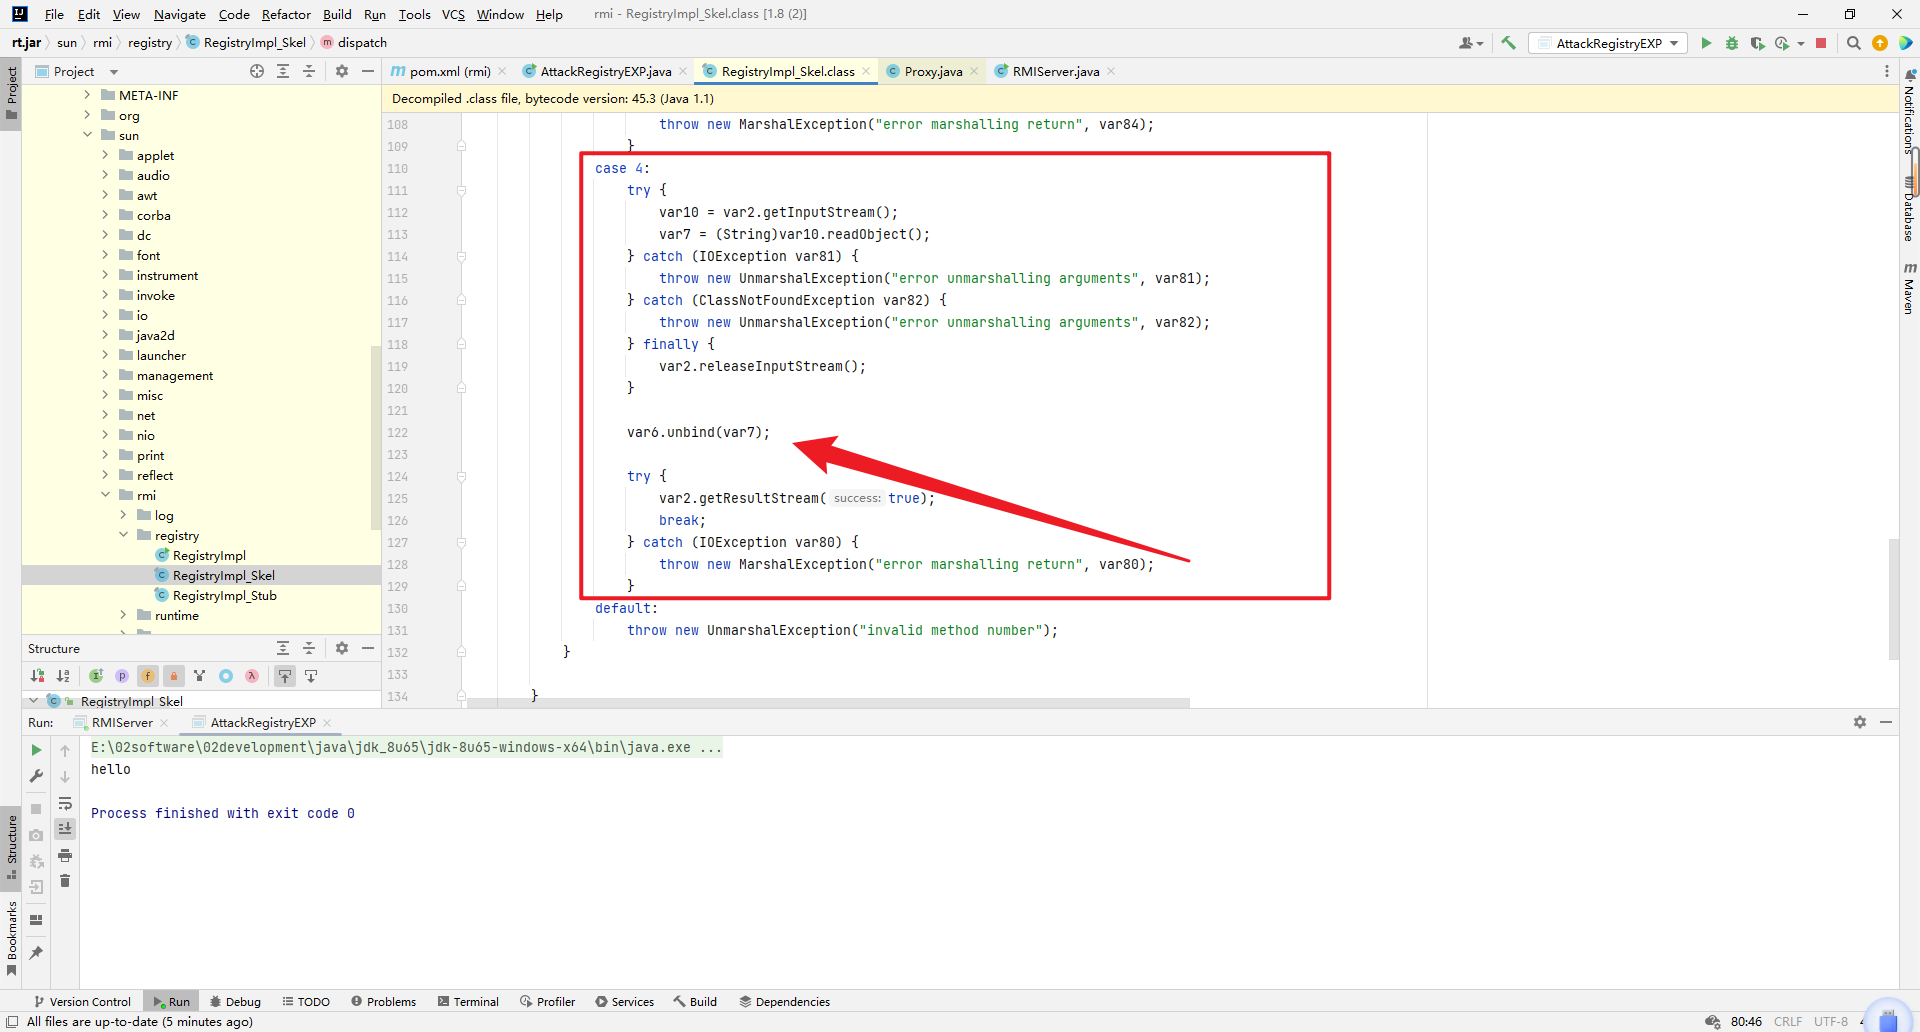 File Edit View Navigate Code Refactor Build Run Tools VCS Window Help rmi - RegistryImpl_Skel.class [1.8 (2)]
rt.jar sun rmi registry RegistryImpl_Skel m dispatch AttackRegistryEXP
Project
pom.xml (rmi) AttackRegistryEXP.java RegistryImpl_Skel.class Proxy.java RMIServer.java
Decompiled .class file, bytecode version: 45.3 (Java 1.1)
Project
META-INF
org
sun
applet
audio
awt
corba
dc
font
instrument
invoke
io
java2d
launcher
management
misc
net
nio
print
reflect
rmi
log
registry
RegistryImpl
RegistryImpl_Skel
RegistryImpl_Stub
runtime
108 throw new MarshalException("error marshalling return", var84);
109 }
110 case 4:
111 try {
112 var10 = var2.getInputStream();
113 var7 = (String)var10.readObject();
114 } catch (IOException var81) {
115 throw new UnmarshalException("error unmarshalling arguments", var81);
116 } catch (ClassNotFoundException var82) {
117 throw new UnmarshalException("error unmarshalling arguments", var82);
118 } finally {
119 var2.releaseInputStream();
120 }
121
122 var6.unbind(var7);
123
124 try {
125 var2.getResultStream( success: true);
126 break;
127 } catch (IOException var80) {
128 throw new MarshalException("error marshalling return", var80);
129 }
130 default:
131 throw new UnmarshalException("invalid method number");
132 }
133
134 }
Notifications
Database
Maven
Structure
RegistryImpl_Skel
Run: RMIServer AttackRegistryEXP
E:\02software\02development\java\jdk_8u65\jdk-8u65-windows-x64\bin\java.exe ...
hello
Process finished with exit code 0
Structure
Bookmarks
Version Control Run Debug TODO Problems Terminal Profiler Services Build Dependencies
All files are up-to-date (5 minutes ago) 80:46 CRLF UTF-8